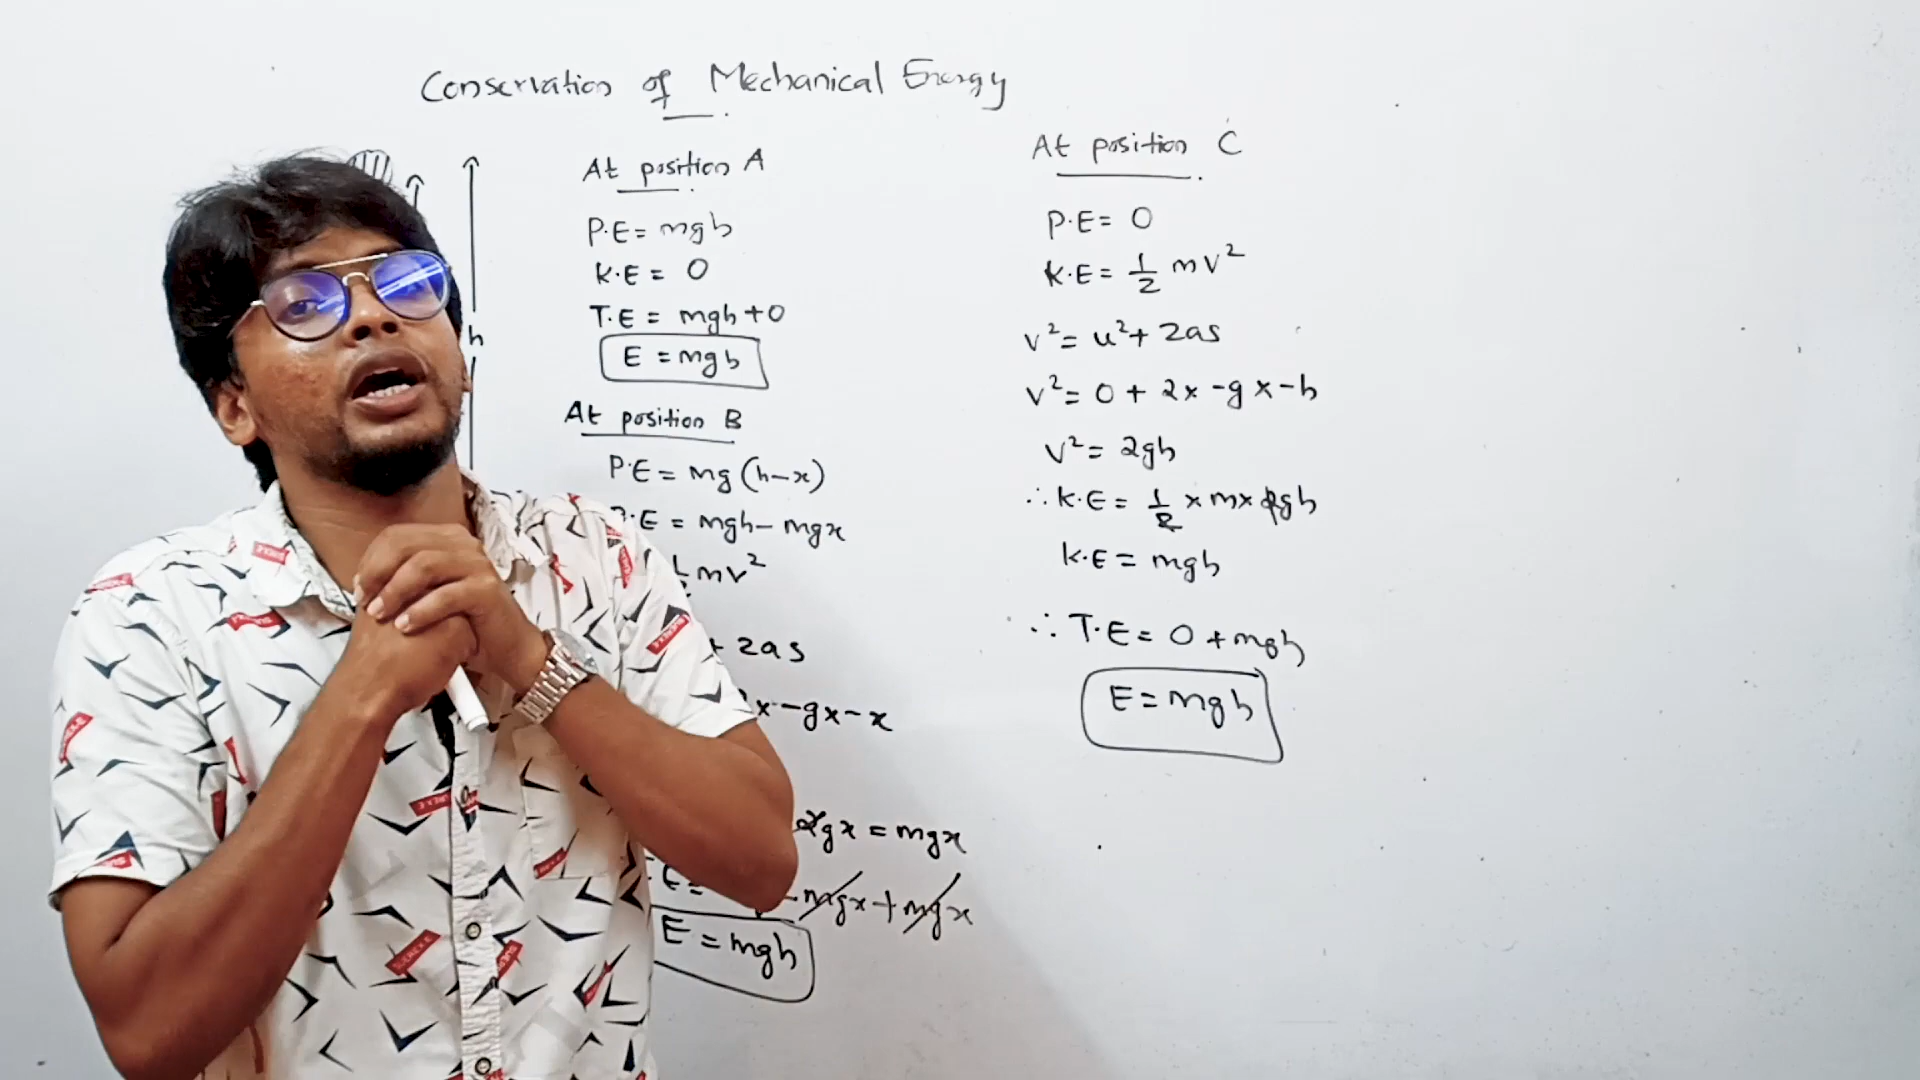 Conservation of Mechanical Energy
h
At position A
P.E = mgh
K.E = 0
T.E = mgh + 0
E = mgh
At position B
P.E = mg (h-x)
P.E = mgh - mgx
mv²
+ 2as
x-gx-x
2gx = mgx
E =
- mgx + mgx
E = mgh
At position C
P.E = 0
K.E = 1/2 mv²
v² = u² + 2as
v² = 0 + 2x -g x -h
v² = 2gh
∴ K.E = 1/2 x m x 2gh
K.E = mgh
∴ T.E = 0 + mgh
E = mgh